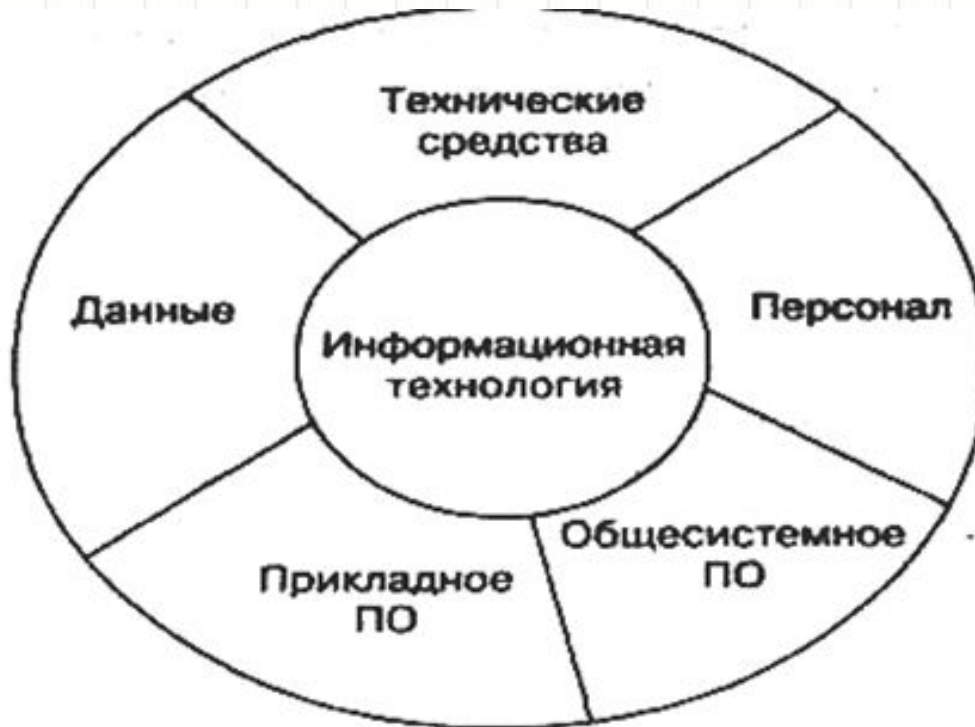 Технические
средства
Данные
Персонал
Информационная
технология
Общесистемное
ПО
Прикладное
ПО